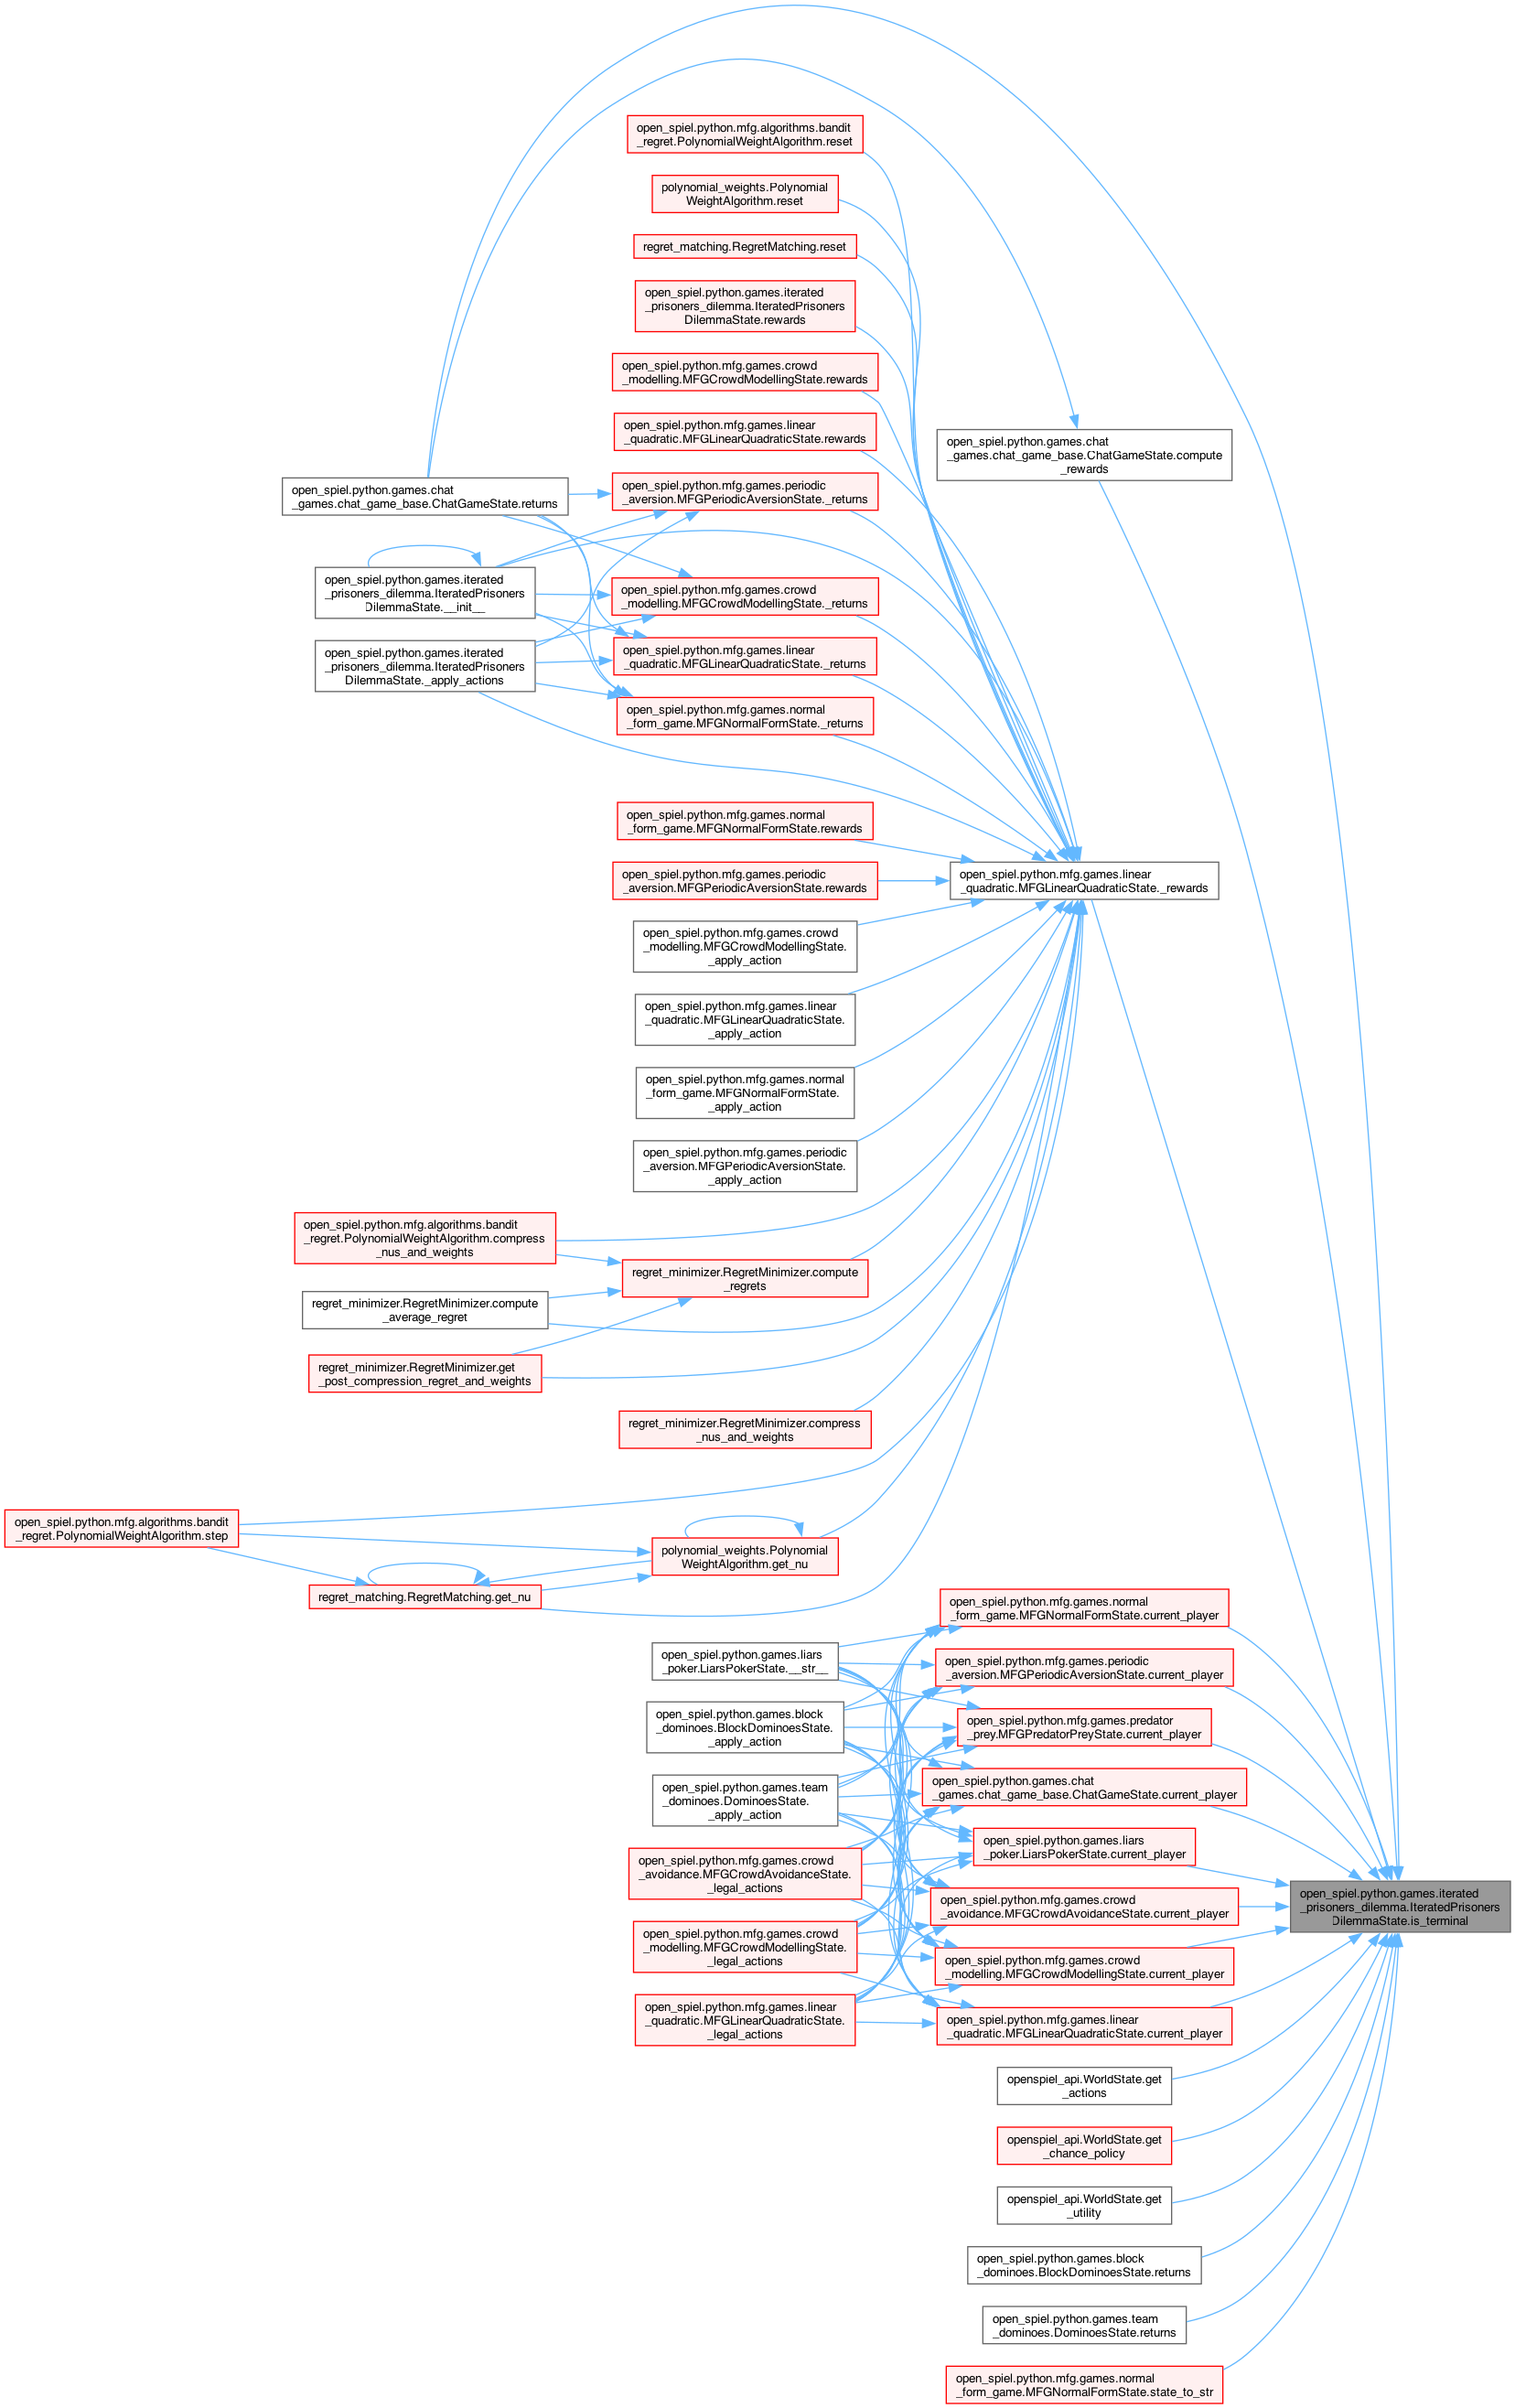 open_spiel.python.mfg.algorithms.bandit
_regret.PolynomialWeightAlgorithm.reset
polynomial_weights.Polynomial
WeightAlgorithm.reset
regret_matching.RegretMatching.reset
open_spiel.python.games.iterated
_prisoners_dilemma.IteratedPrisoners
DilemmaState.rewards
open_spiel.python.mfg.games.crowd
_modelling.MFGCrowdModellingState.rewards
open_spiel.python.mfg.games.linear
_quadratic.MFGLinearQuadraticState.rewards
open_spiel.python.games.chat
_games.chat_game_base.ChatGameState.compute
_rewards
open_spiel.python.games.chat
_games.chat_game_base.ChatGameState.returns
open_spiel.python.mfg.games.periodic
_aversion.MFGPeriodicAversionState._returns
open_spiel.python.games.iterated
_prisoners_dilemma.IteratedPrisoners
DilemmaState.__init__
open_spiel.python.mfg.games.crowd
_modelling.MFGCrowdModellingState._returns
open_spiel.python.games.iterated
_prisoners_dilemma.IteratedPrisoners
DilemmaState._apply_actions
open_spiel.python.mfg.games.linear
_quadratic.MFGLinearQuadraticState._returns
open_spiel.python.mfg.games.normal
_form_game.MFGNormalFormState._returns
open_spiel.python.mfg.games.normal
_form_game.MFGNormalFormState.rewards
open_spiel.python.mfg.games.periodic
_aversion.MFGPeriodicAversionState.rewards
open_spiel.python.mfg.games.linear
_quadratic.MFGLinearQuadraticState._rewards
open_spiel.python.mfg.games.crowd
_modelling.MFGCrowdModellingState.
_apply_action
open_spiel.python.mfg.games.linear
_quadratic.MFGLinearQuadraticState.
_apply_action
open_spiel.python.mfg.games.normal
_form_game.MFGNormalFormState.
_apply_action
open_spiel.python.mfg.games.periodic
_aversion.MFGPeriodicAversionState.
_apply_action
open_spiel.python.mfg.algorithms.bandit
_regret.PolynomialWeightAlgorithm.compress
_nus_and_weights
regret_minimizer.RegretMinimizer.compute
_regrets
regret_minimizer.RegretMinimizer.compute
_average_regret
regret_minimizer.RegretMinimizer.get
_post_compression_regret_and_weights
regret_minimizer.RegretMinimizer.compress
_nus_and_weights
open_spiel.python.mfg.algorithms.bandit
_regret.PolynomialWeightAlgorithm.step
polynomial_weights.Polynomial
WeightAlgorithm.get_nu
regret_matching.RegretMatching.get_nu
open_spiel.python.mfg.games.normal
_form_game.MFGNormalFormState.current_player
open_spiel.python.games.liars
_poker.LiarsPokerState.__str__
open_spiel.python.mfg.games.periodic
_aversion.MFGPeriodicAversionState.current_player
open_spiel.python.games.block
_dominoes.BlockDominoesState.
_apply_action
open_spiel.python.mfg.games.predator
_prey.MFGPredatorPreyState.current_player
open_spiel.python.games.team
_dominoes.DominoesState.
_apply_action
open_spiel.python.games.chat
_games.chat_game_base.ChatGameState.current_player
open_spiel.python.games.liars
_poker.LiarsPokerState.current_player
open_spiel.python.mfg.games.crowd
_avoidance.MFGCrowdAvoidanceState.
_legal_actions
open_spiel.python.mfg.games.crowd
_avoidance.MFGCrowdAvoidanceState.current_player
open_spiel.python.games.iterated
_prisoners_dilemma.IteratedPrisoners
DilemmaState.is_terminal
open_spiel.python.mfg.games.crowd
_modelling.MFGCrowdModellingState.
_legal_actions
open_spiel.python.mfg.games.crowd
_modelling.MFGCrowdModellingState.current_player
open_spiel.python.mfg.games.linear
_quadratic.MFGLinearQuadraticState.
_legal_actions
open_spiel.python.mfg.games.linear
_quadratic.MFGLinearQuadraticState.current_player
openspiel_api.WorldState.get
_actions
openspiel_api.WorldState.get
_chance_policy
openspiel_api.WorldState.get
_utility
open_spiel.python.games.block
_dominoes.BlockDominoesState.returns
open_spiel.python.games.team
_dominoes.DominoesState.returns
open_spiel.python.mfg.games.normal
_form_game.MFGNormalFormState.state_to_str